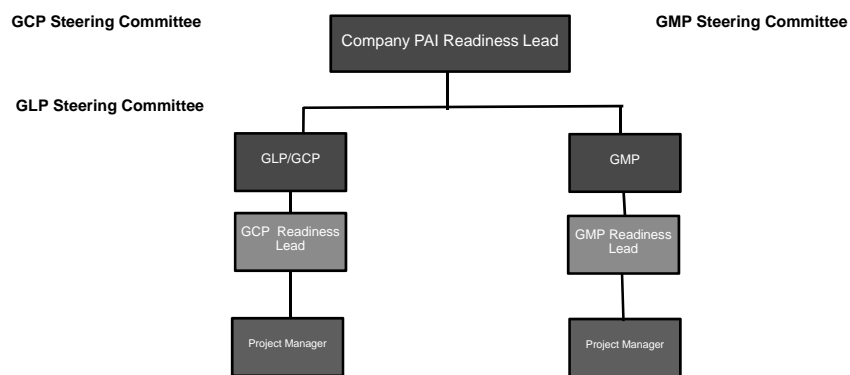 GCP Steering Committee
Company PAI Readiness Lead
GMP Steering Committee
GLP Steering Committee
GLP/GCP
GMP
GCP Readiness
Lead
GMP Readiness
Lead
Project Manager
Project Manager